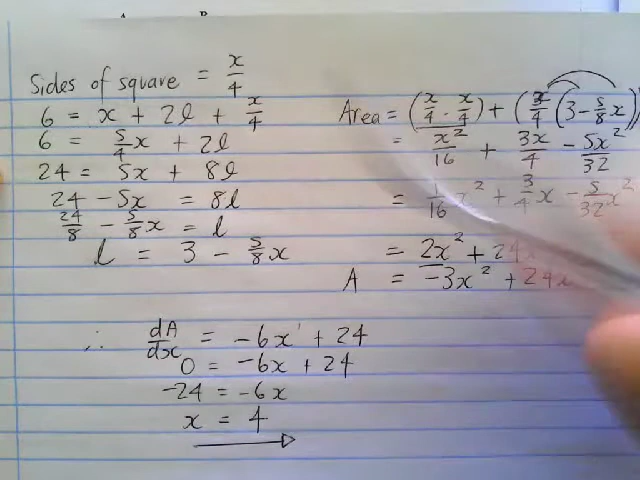 Sides of square = x/4
6 = x + 2l + x/4
6 = 5/4x + 2l
24 = 5x + 8l
24 - 5x = 8l
24/8 - 5/8x = l
l = 3 - 5/8x
Area = (x/4 · x/4) + (x/4(3 - 5/8x)
= x²/16 + 3x/4 - 5x²/32
= 1/16x² + 3/4x - 5/32x²
= 2x² + 24
A = -3x² + 24x
∴ dA/dx = -6x + 24
0 = -6x + 24
-24 = -6x
x = 4